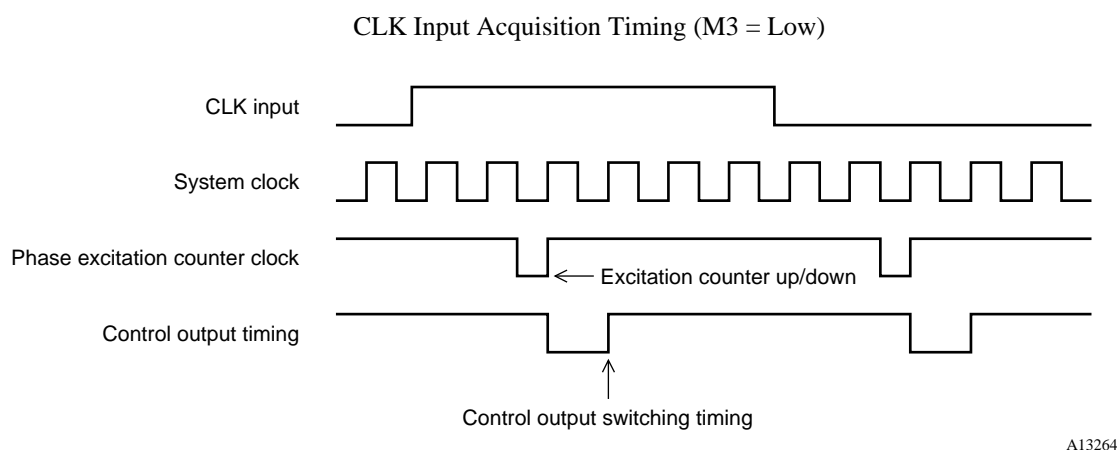 CLK Input Acquisition Timing (M3 = Low)
CLK input
System clock
Phase excitation counter clock
Excitation counter up/down
Control output timing
Control output switching timing
A13264